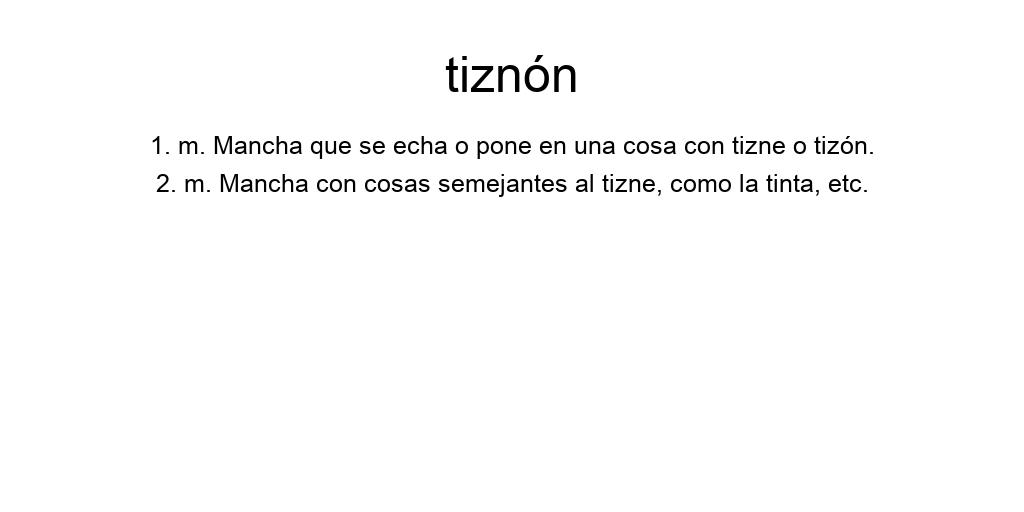 tiznón
1. m. Mancha que se echa o pone en una cosa con tizne o tizón.
2. m. Mancha con cosas semejantes al tizne, como la tinta, etc.